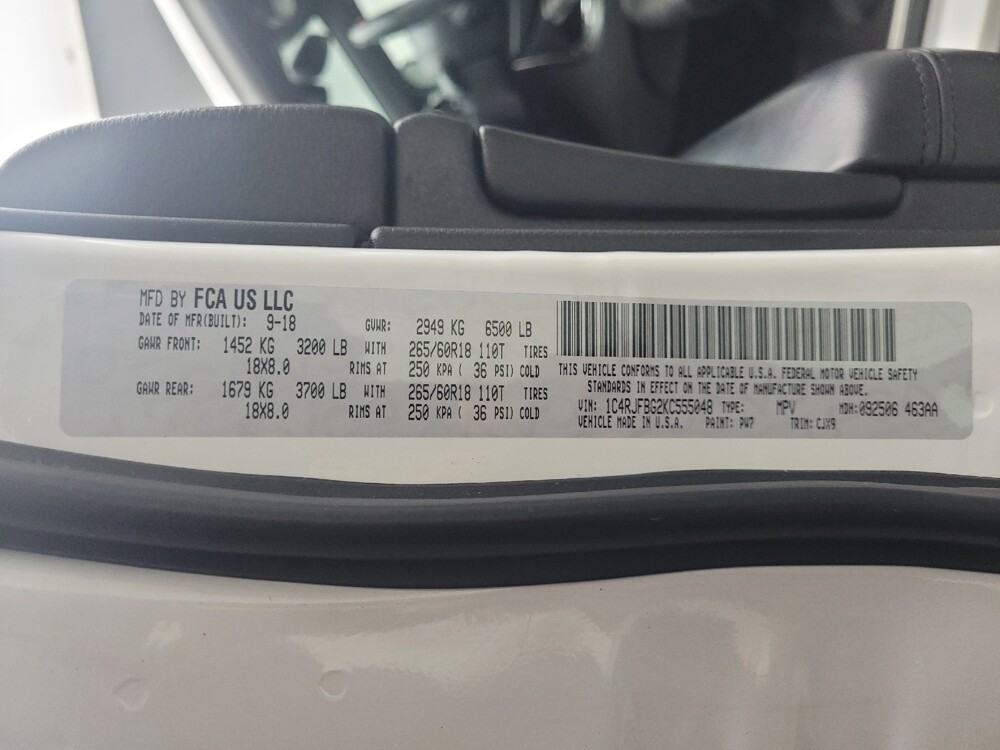 MFD BY FCA US LLC
DATE OF MFR(BUILT): 9-18 GVWR: 2949 KG 6500 LB
GAWR FRONT: 1452 KG 3200 LB WITH 265/60R18 110T TIRES
18X8.0 RIMS AT 250 KPA ( 36 PSI) COLD
GAWR REAR: 1679 KG 3700 LB WITH 265/60R18 110T TIRES
18X8.0 RIMS AT 250 KPA ( 36 PSI) COLD
THIS VEHICLE CONFORMS TO ALL APPLICABLE U.S.A. FEDERAL MOTOR VEHICLE SAFETY
STANDARDS IN EFFECT ON THE DATE OF MANUFACTURE SHOWN ABOVE.
VIN: 1C4RJFBG2KC555048 TYPE: MPV MDH: 092506 463AA
VEHICLE MADE IN U.S.A. PAINT: PW7 TRIM: CJX9